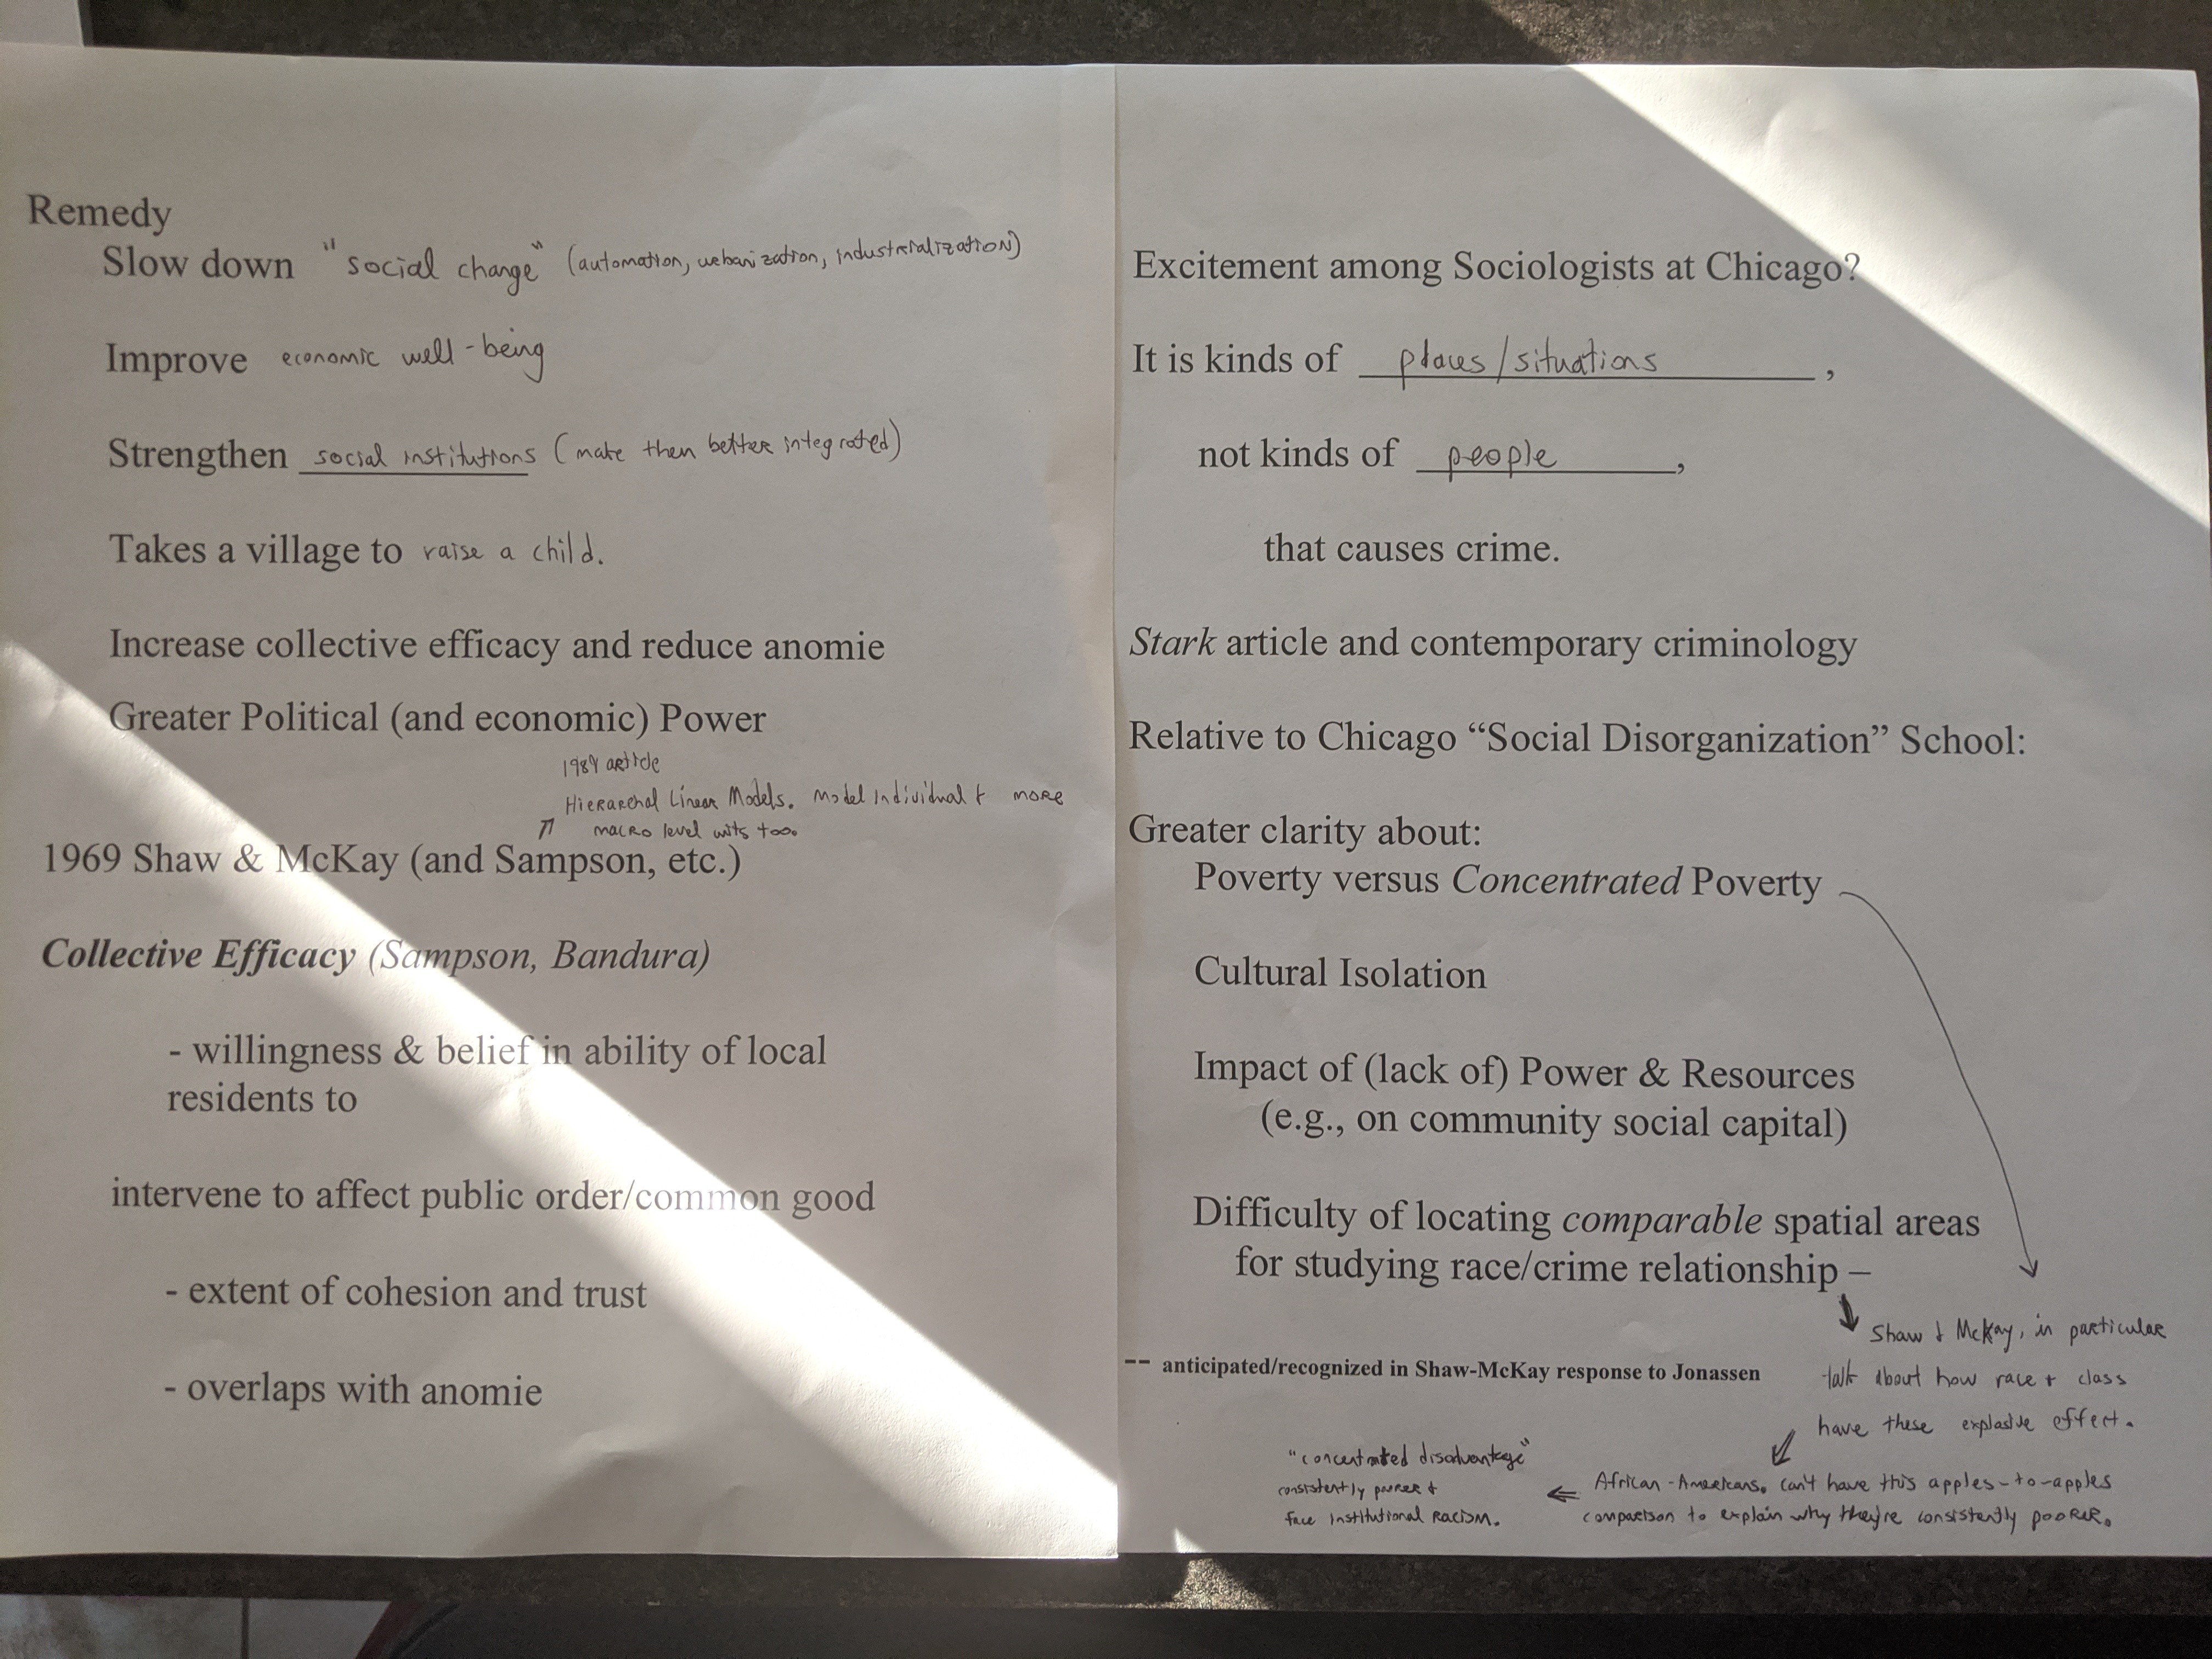 Remedy
Slow down "social change" (automation, urbanization, industrialization)
Improve economic well-being
Strengthen social institutions (make then better integrated)
Takes a village to raise a child.
Increase collective efficacy and reduce anomie
Greater Political (and economic) Power
article
Hierarchal Linear Models. Model individual & more
macro level units too.
1969 Shaw & McKay (and Sampson, etc.)
Collective Efficacy (Sampson, Bandura)
- willingness & belief in ability of local
residents to
intervene to affect public order/common good
- extent of cohesion and trust
- overlaps with anomie
Excitement among Sociologists at Chicago?
It is kinds of places/situations,
not kinds of people,
that causes crime.
Stark article and contemporary criminology
Relative to Chicago “Social Disorganization” School:
Greater clarity about:
Poverty versus Concentrated Poverty
Cultural Isolation
Impact of (lack of) Power & Resources
(e.g., on community social capital)
Difficulty of locating comparable spatial areas
for studying race/crime relationship –
Shaw & McKay, in particular
-- anticipated/recognized in Shaw-McKay response to Jonassen
talk about how race & class
have these explosive effect.
African-Americans. can't have this apples-to-apples
comparison to explain why they're consistently poorer.
"concentrated disadvantage"
consistently poorer &
face institutional racism.